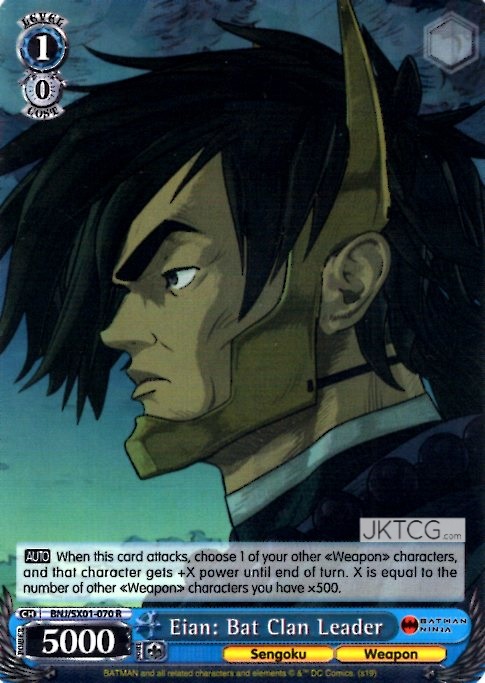 LEVEL
1
0
COST
JKTCG.com
AUTO When this card attacks, choose 1 of your other «Weapon» characters,
and that character gets +X power until end of turn. X is equal to the
number of other «Weapon» characters you have ×500.
CH BNJ/SX01-070 R
POWER 5000 SOUL
Eian: Bat Clan Leader
BATMAN NINJA
Sengoku Weapon
BATMAN and all related characters and elements © & ™ DC Comics. (s19)